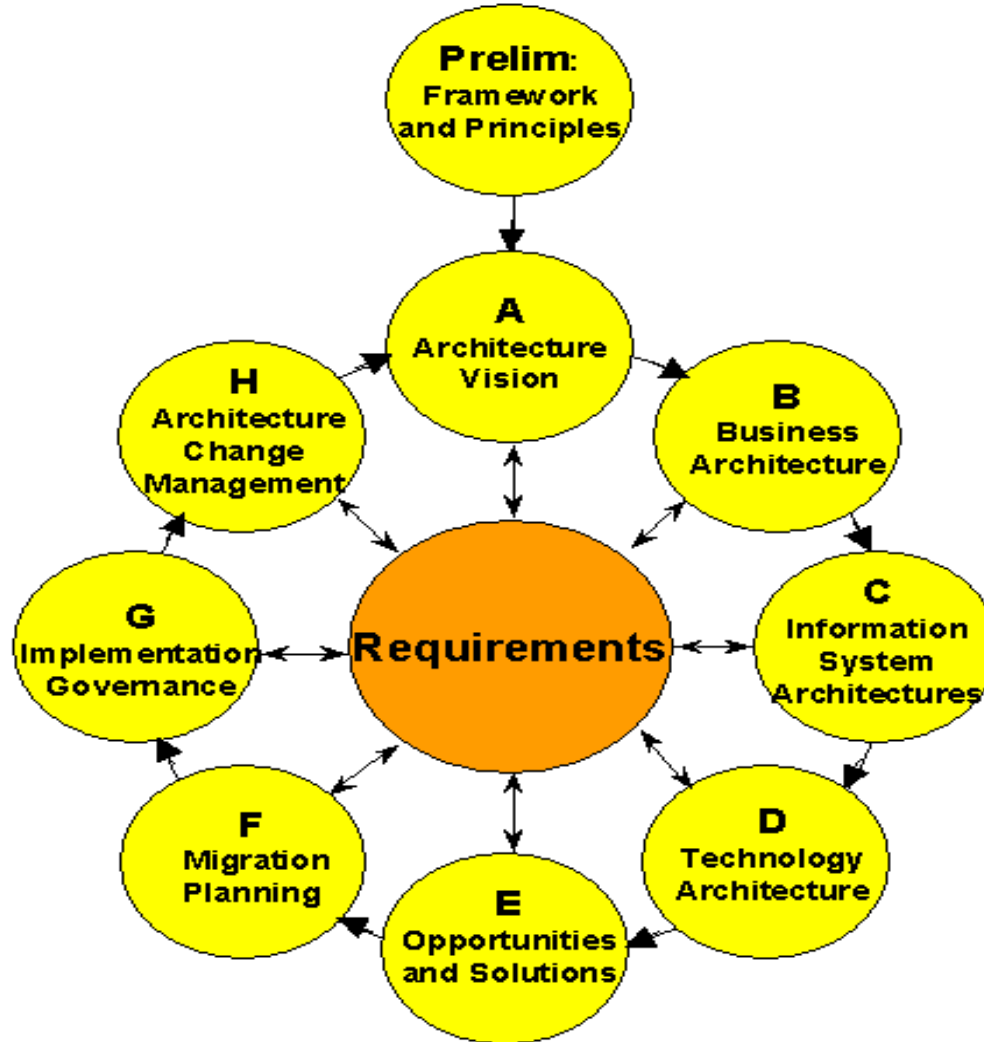 Prelim:
Framework
and Principles
A
Architecture
Vision
B
Business
Architecture
C
Information
System
Architectures
D
Technology
Architecture
E
Opportunities
and Solutions
F
Migration
Planning
G
Implementation
Governance
H
Architecture
Change
Management
Requirements